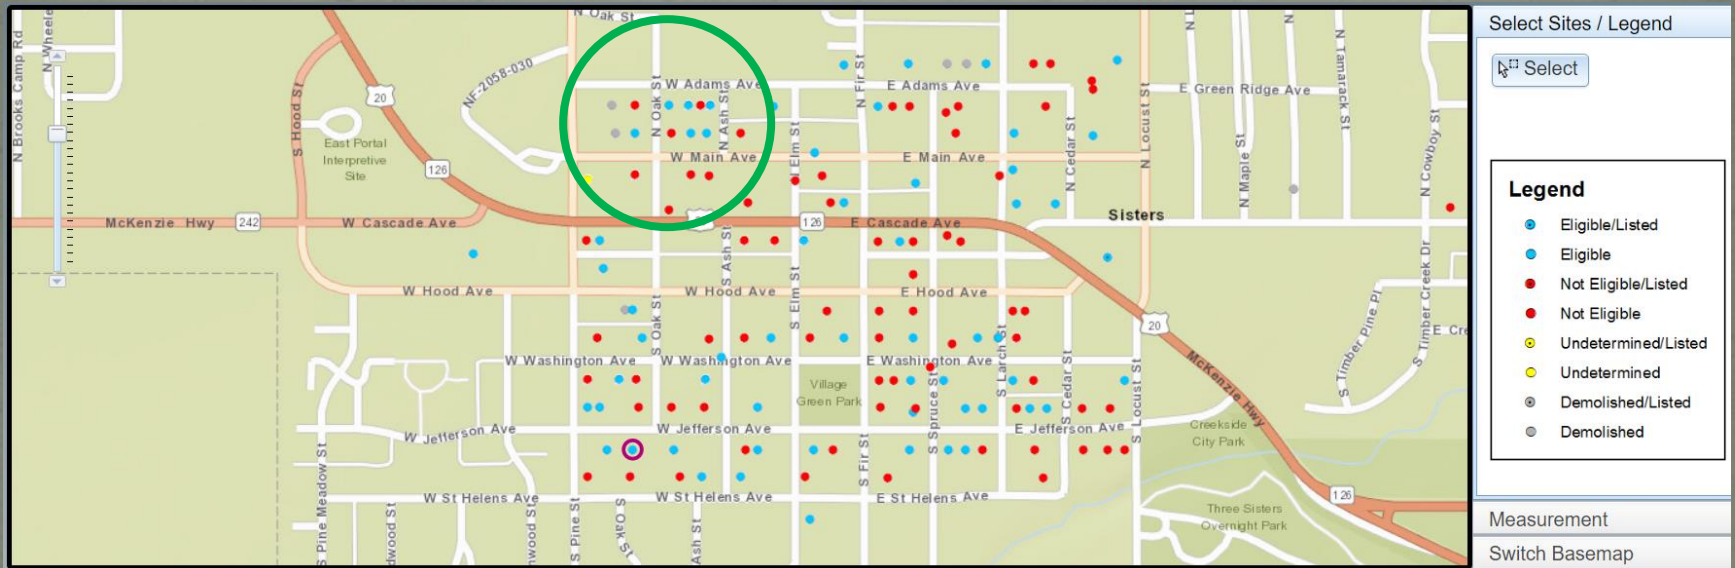 N Oak St
N Brooks Camp Rd
N Wheele
NF-2058-030
S Hood St
20
W Adams Ave
E Adams Ave
E Green Ridge Ave
N Oak St
N Ash St
N Elm St
N Fir St
N Cedar St
N Locust St
N L
N Maple St
N
N Tamarack St
N Cowboy St
East Portal
Interpretive
Site
126
W Main Ave
E Main Ave
McKenzie Hwy
242
W Cascade Ave
126
E Cascade Ave
Sisters
S Ash St
S Elm St
W Hood Ave
W Hood Ave
E Hood Ave
20
S Oak St
S Larch St
S Timber Pine Pl
S Timber Creek Dr
E Cre
W Washington Ave
W Washington Ave
E Washington Ave
McKenzie Hwy
Village
Green Park
S Spruce St
S Cedar St
S Locust St
W Jefferson Ave
W Jefferson Ave
E Jefferson Ave
Creekside
City Park
S Fir St
S Pine Meadow St
W St Helens Ave
W St Helens Ave
E St Helens Ave
126
dwood St
nwood St
S Pine St
S Oak St
Ash St
Three Sisters
Overnight Park
Select Sites / Legend
Select
Legend
Eligible/Listed
Eligible
Not Eligible/Listed
Not Eligible
Undetermined/Listed
Undetermined
Demolished/Listed
Demolished
Measurement
Switch Basemap